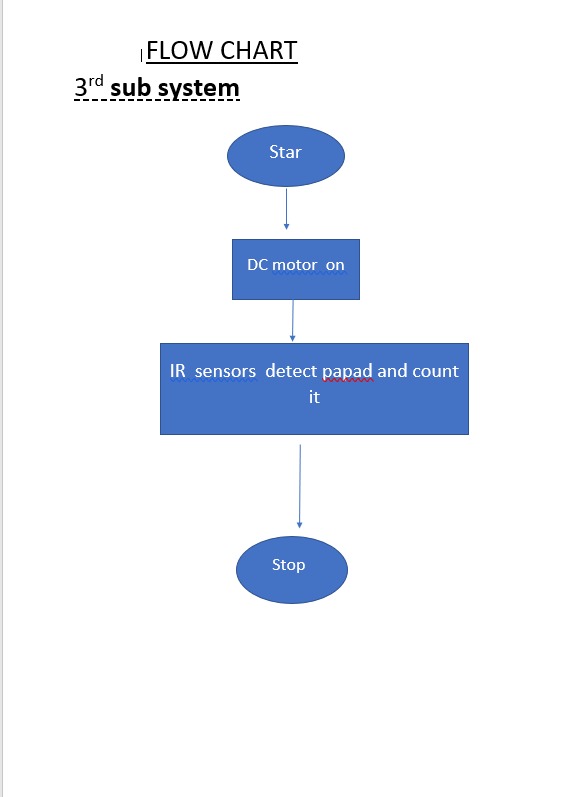 FLOW CHART
3rd sub system
Star
DC motor  on
IR  sensors  detect papad and count
it
Stop